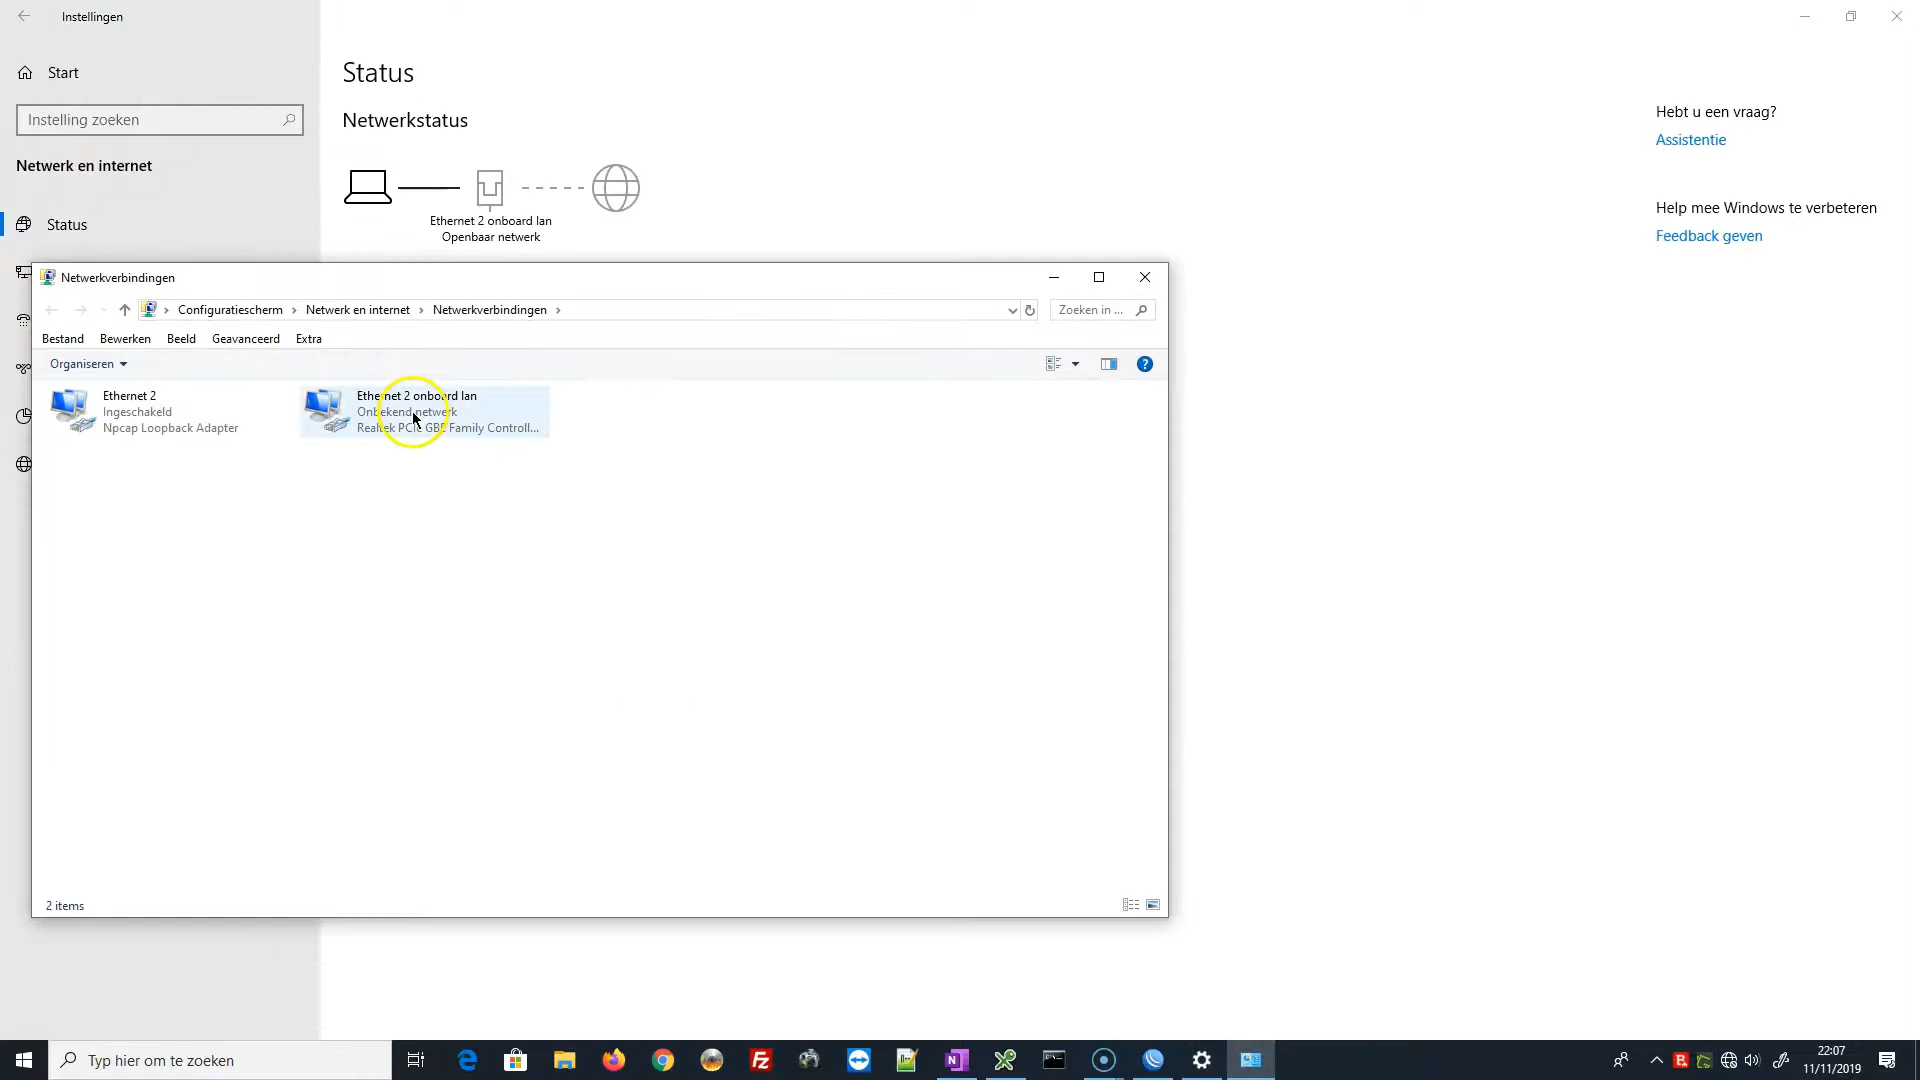 Instellingen
Start
Instelling zoeken
Netwerk en internet
Status
Status
Netwerkstatus
Ethernet 2 onboard lan
Openbaar netwerk
Hebt u een vraag?
Assistentie
Help mee Windows te verbeteren
Feedback geven
Netwerkverbindingen
Configuratiescherm
Netwerk en internet
Netwerkverbindingen
Zoeken in ...
Bestand
Bewerken
Beeld
Geavanceerd
Extra
Organiseren
Ethernet 2
Ingeschakeld
Npcap Loopback Adapter
Ethernet 2 onboard lan
Onbekend netwerk
Realtek PCIe GBE Family Controll...
2 items
Typ hier om te zoeken
22:07
11/11/2019